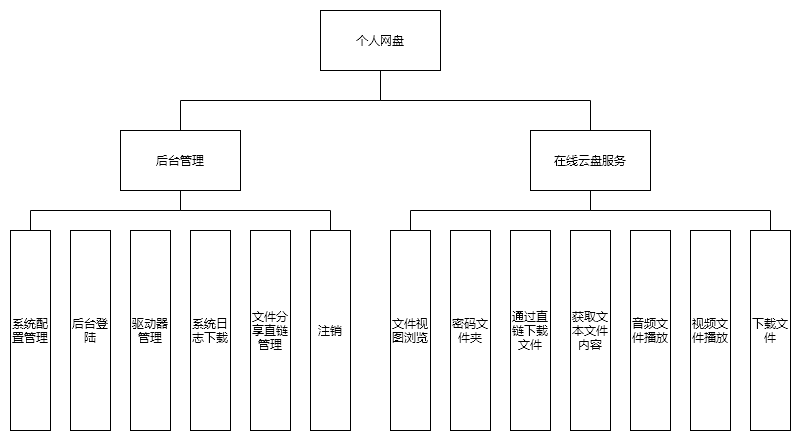 个人网盘
后台管理
在线云盘服务
系统配
置管理
后台登
陆
驱动器
管理
系统日
志下载
文件分
享直链
管理
注销
文件视
图浏览
密码文
件夹
通过直
链下载
文件
获取文
本文件
内容
音频文
件播放
视频文
件播放
下载文
件